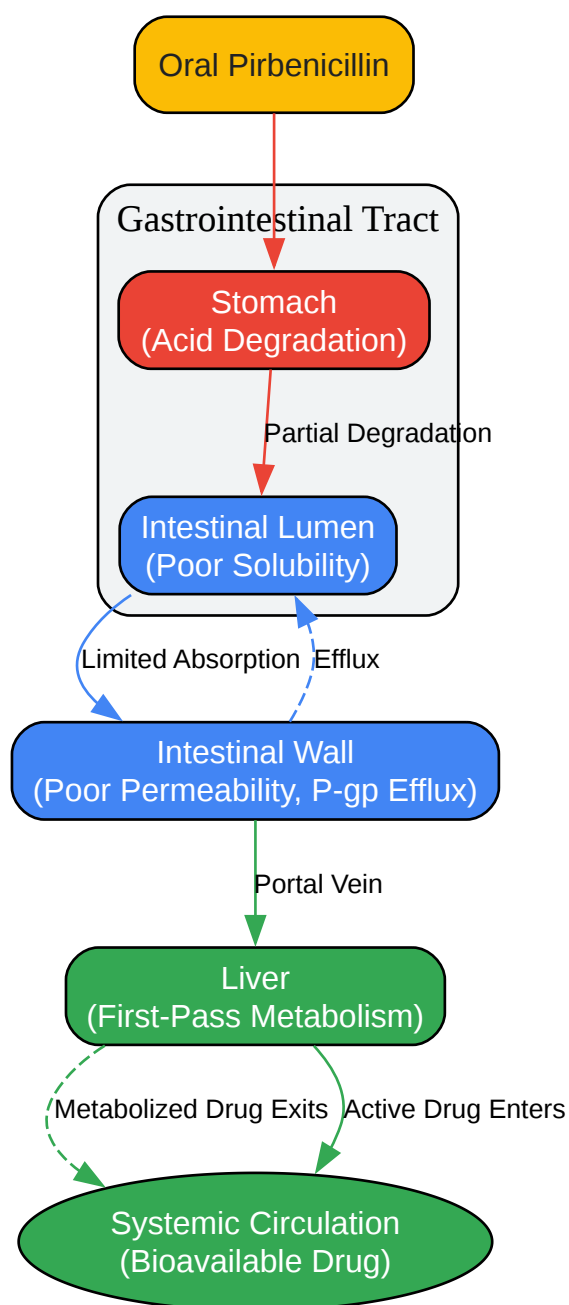 Oral Pirbenicillin
Gastrointestinal Tract
Stomach
(Acid Degradation)
Partial Degradation
Intestinal Lumen
(Poor Solubility)
Limited Absorption
Efflux
Intestinal Wall
(Poor Permeability, P-gp Efflux)
Portal Vein
Liver
(First-Pass Metabolism)
Metabolized Drug Exits
Active Drug Enters
Systemic Circulation
(Bioavailable Drug)